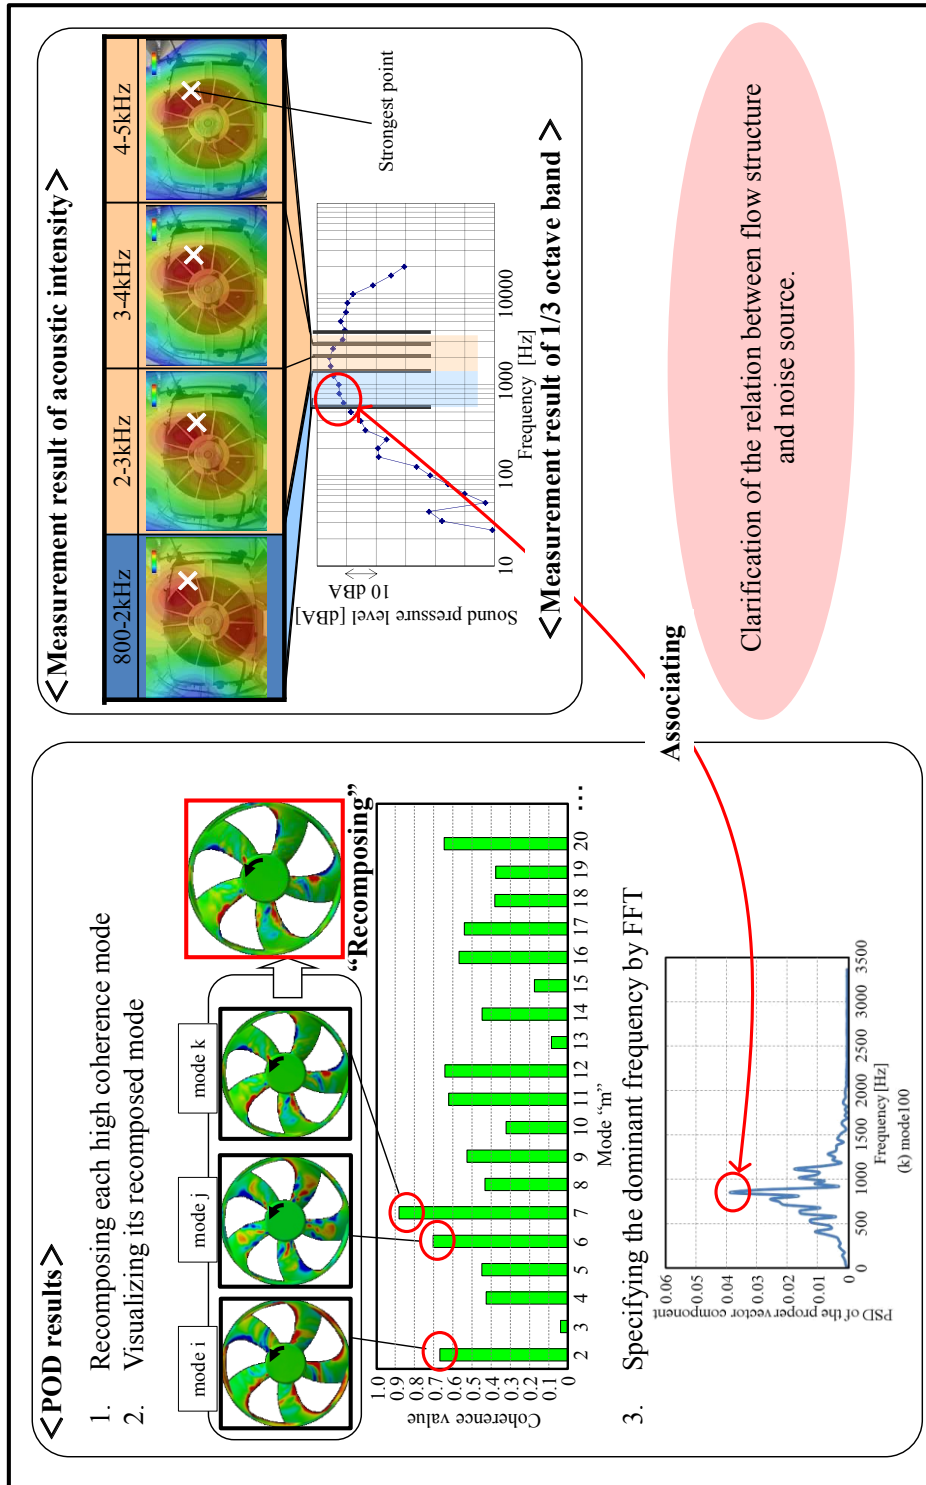 <POD results>
1. Recomposing each high coherence mode
2. Visualizing its recomposed mode
mode i
mode j
mode k
“Recomposing”
Coherence value
1.0
0.9
0.8
0.7
0.6
0.5
0.4
0.3
0.2
0.1
0
2 3 4 5 6 7 8 9 10 11 12 13 14 15 16 17 18 19 20 ...
Mode “m”
3. Specifying the dominant frequency by FFT
PSD of the proper vector component
0.06
0.05
0.04
0.03
0.02
0.01
0
0 500 1000 1500 2000 2500 3000 3500
Frequency [Hz]
(k) mode100
<Measurement result of acoustic intensity>
800-2kHz 2-3kHz 3-4kHz 4-5kHz
Strongest point
Sound pressure level [dBA]
10 dBA
10 100 1000 10000
Frequency [Hz]
<Measurement result of 1/3 octave band>
Associating
Clarification of the relation between flow structure
and noise source.